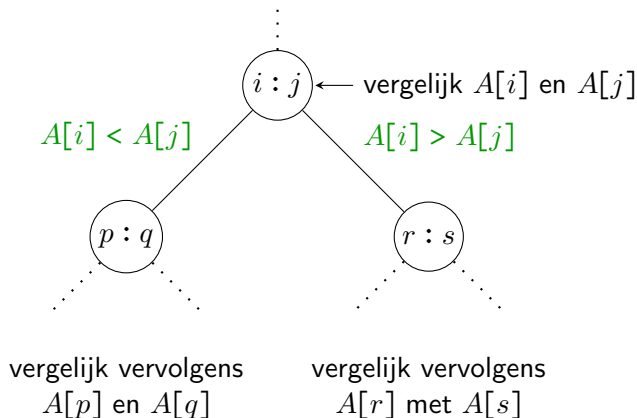 i : j
vergelijk A[i] en A[j]
A[i] < A[j]
A[i] > A[j]
p : q
r : s
vergelijk vervolgens
A[p] en A[q]
vergelijk vervolgens
A[r] met A[s]